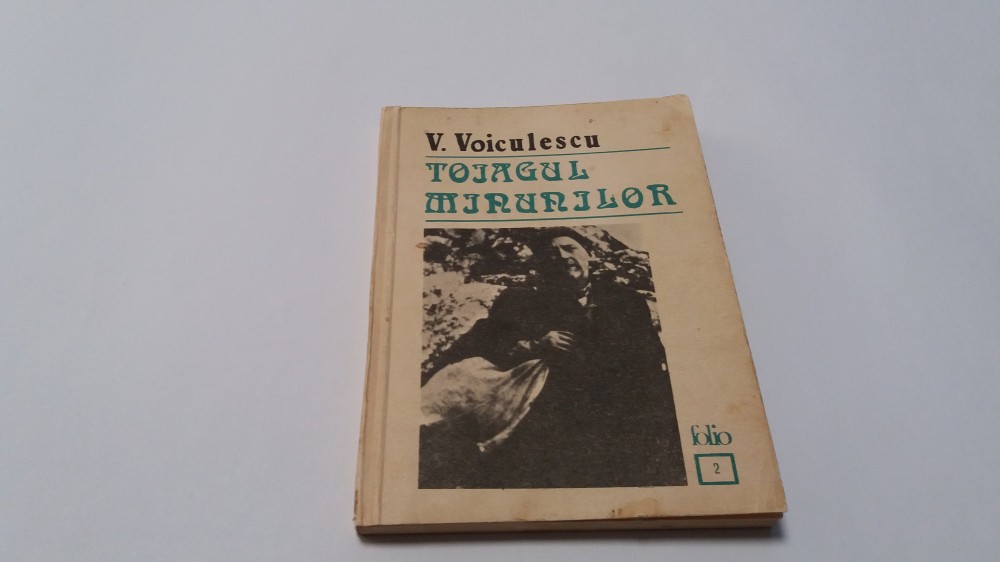 V. Voiculescu
TOIAGUL
MINUNILOR
folio
2